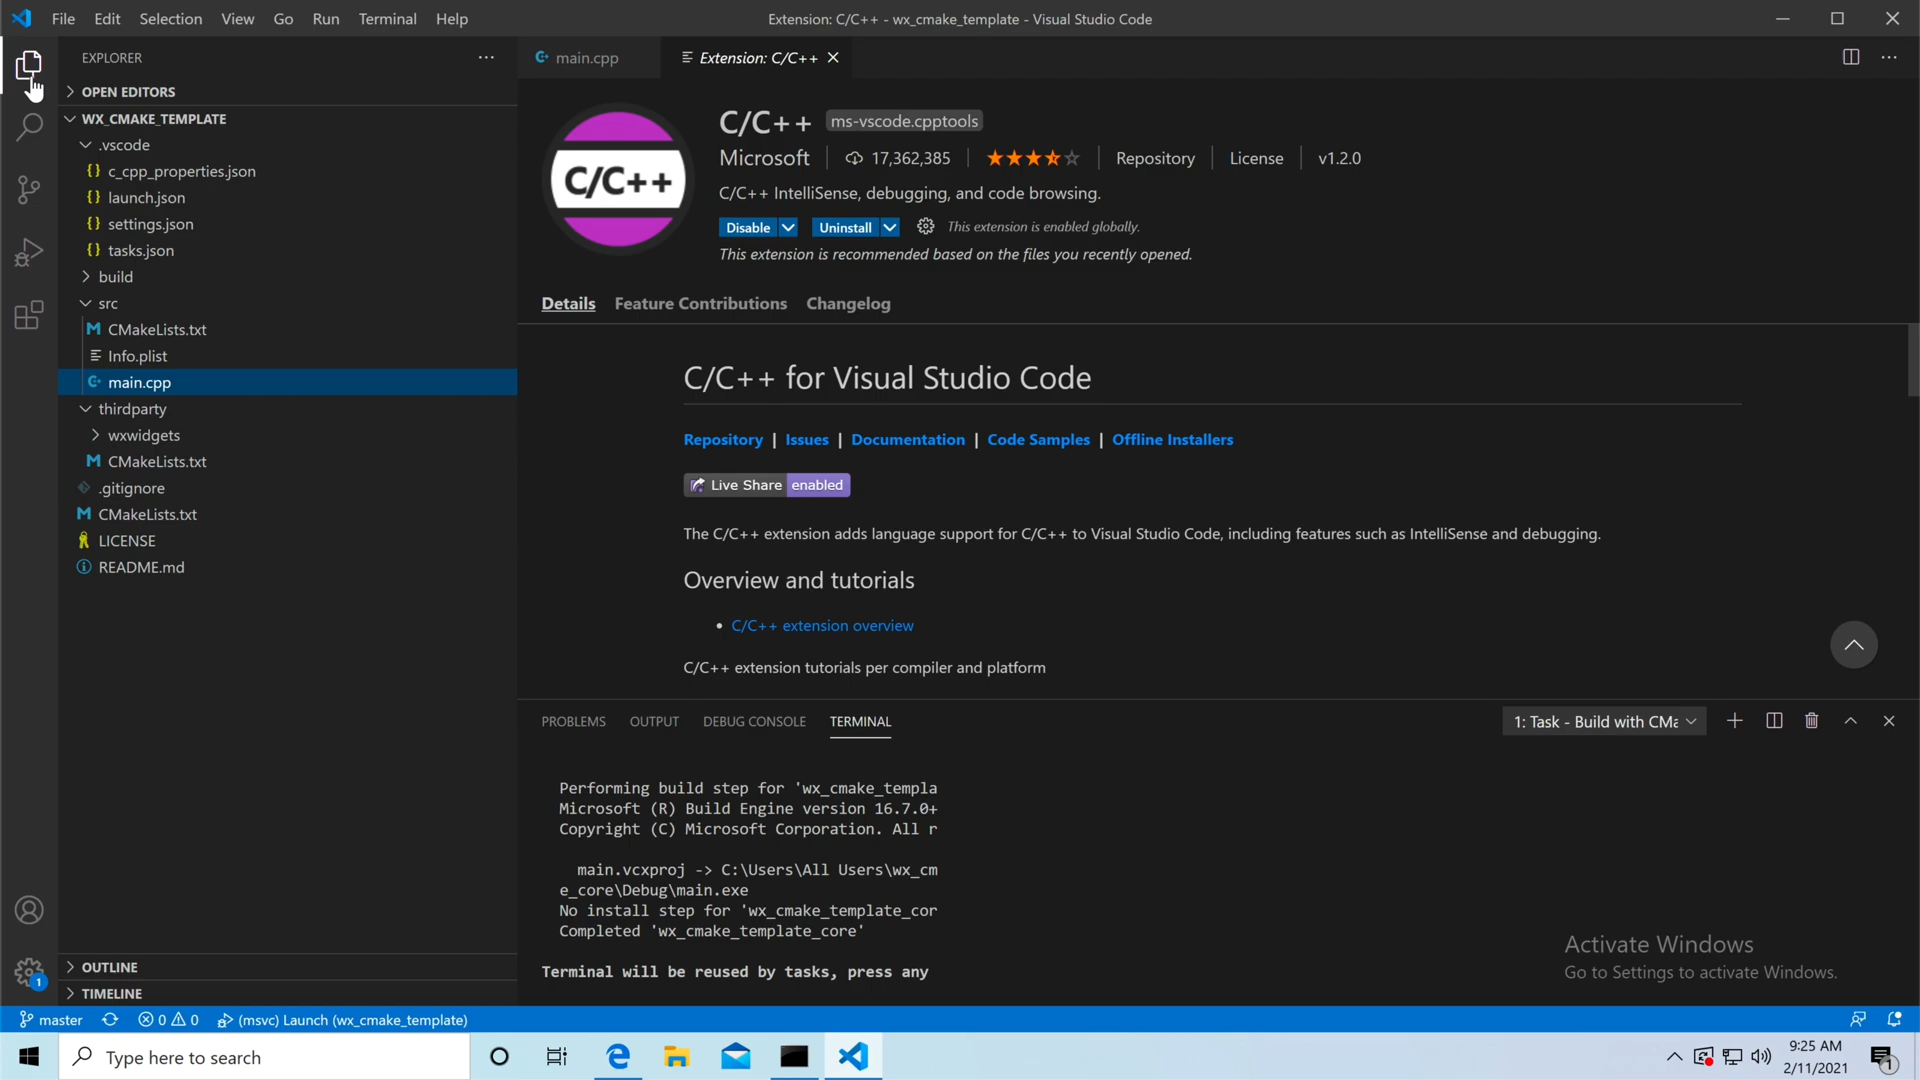 File Edit Selection View Go Run Terminal Help
Extension: C/C++ - wx_cmake_template - Visual Studio Code
EXPLORER
OPEN EDITORS
WX_CMAKE_TEMPLATE
.vscode
{} c_cpp_properties.json
{} launch.json
{} settings.json
{} tasks.json
build
src
M CMakeLists.txt
Info.plist
main.cpp
thirdparty
wxwidgets
M CMakeLists.txt
.gitignore
M CMakeLists.txt
LICENSE
README.md
OUTLINE
TIMELINE
1
main.cpp
Extension: C/C++
C/C++
C/C++ ms-vscode.cpptools
Microsoft 17,362,385 Repository License v1.2.0
C/C++ IntelliSense, debugging, and code browsing.
Disable Uninstall This extension is enabled globally.
This extension is recommended based on the files you recently opened.
Details Feature Contributions Changelog
C/C++ for Visual Studio Code
Repository | Issues | Documentation | Code Samples | Offline Installers
Live Share enabled
The C/C++ extension adds language support for C/C++ to Visual Studio Code, including features such as IntelliSense and debugging.
Overview and tutorials
• C/C++ extension overview
C/C++ extension tutorials per compiler and platform
PROBLEMS OUTPUT DEBUG CONSOLE TERMINAL
1: Task - Build with CMa
Performing build step for 'wx_cmake_templa
Microsoft (R) Build Engine version 16.7.0+
Copyright (C) Microsoft Corporation. All r
main.vcxproj -> C:\Users\All Users\wx_cm
e_core\Debug\main.exe
No install step for 'wx_cmake_template_cor
Completed 'wx_cmake_template_core'
Terminal will be reused by tasks, press any
Activate Windows
Go to Settings to activate Windows.
master 0 0 (msvc) Launch (wx_cmake_template)
Type here to search
9:25 AM
2/11/2021
1